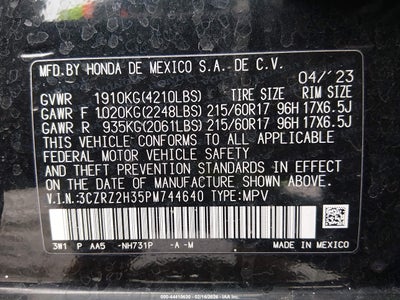 MFD.BY HONDA DE MEXICO S.A. DE C.V.
04/'23
TIRE SIZE RIM SIZE
GVWR 1910KG(4210LBS)
GAWR F 1020KG(2248LBS) 215/60R17 96H 17X6.5J
GAWR R 935KG(2061LBS) 215/60R17 96H 17X6.5J
THIS VEHICLE CONFORMS TO ALL APPLICABLE
FEDERAL MOTOR VEHICLE SAFETY AND
THEFT PREVENTION STANDARDS IN EFFECT
ON THE DATE OF MANUFACTURE SHOWN ABOVE.
V.I.N:3CZRZ2H35PM744640 TYPE:MPV
3W1 P AA5 -NH731P -A-M
MEXICO